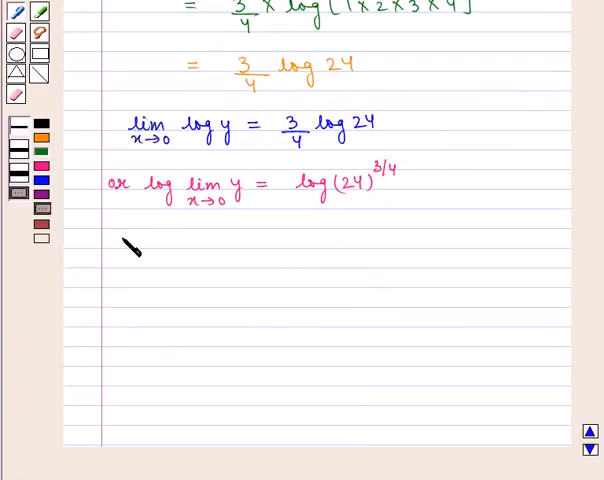 = 3/4 × log [1×2×3×4]
= 3/4 log 24
lim x→0 log y = 3/4 log 24
or log lim x→0 y = log (24)^3/4